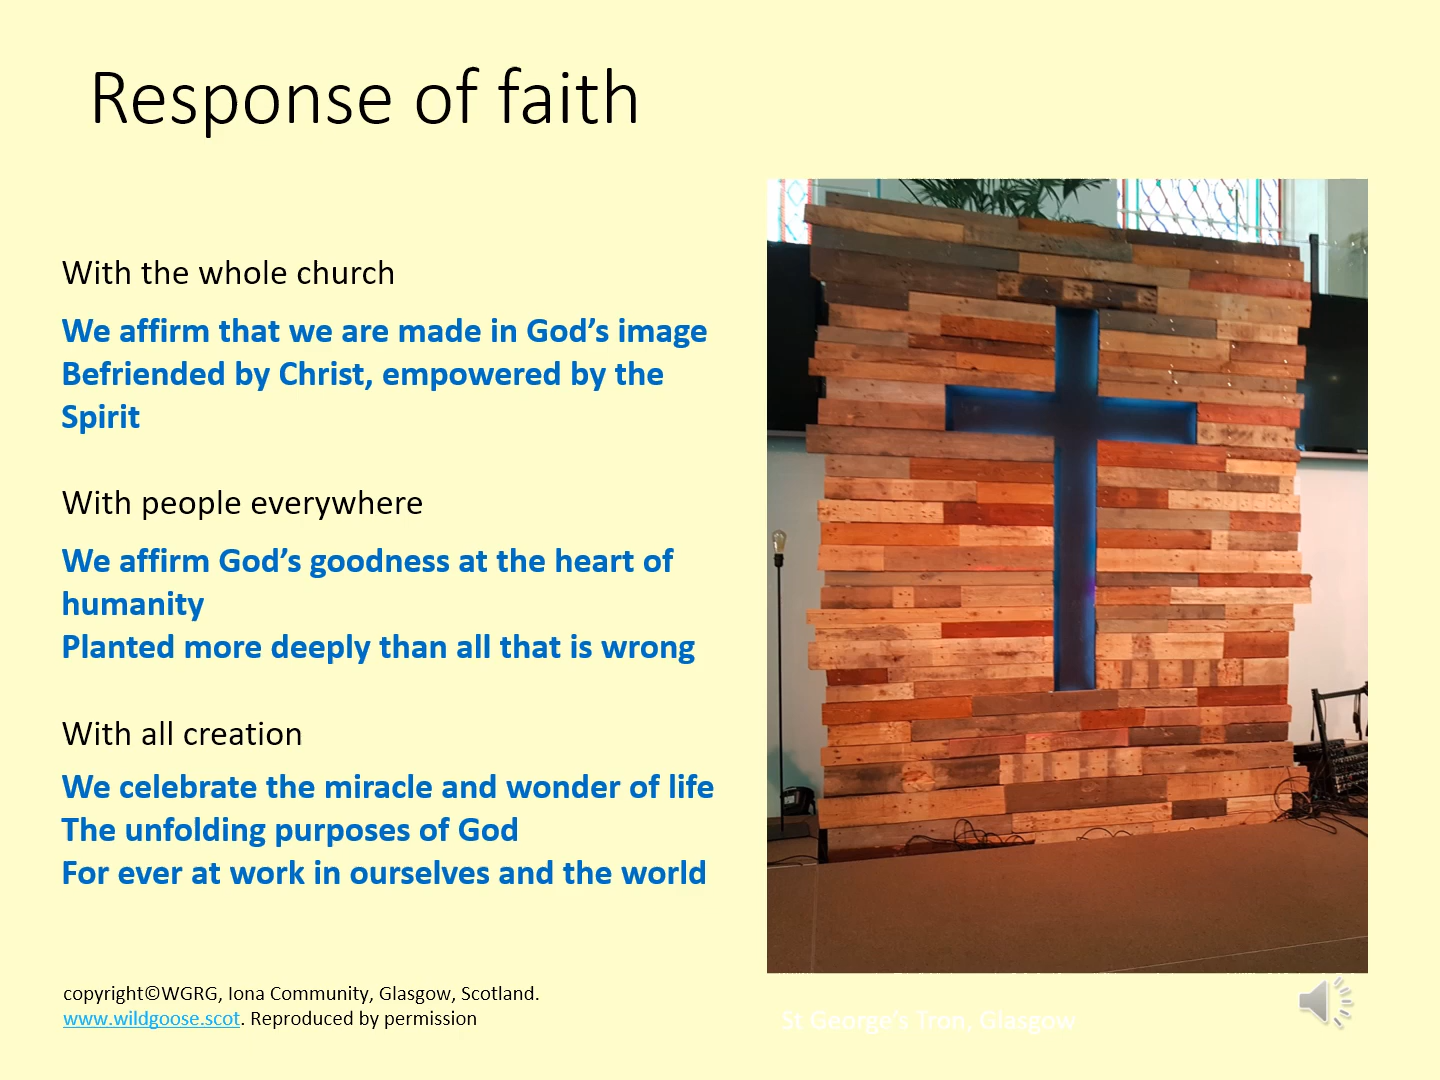 Response of faith
With the whole church
We affirm that we are made in God’s image
Befriended by Christ, empowered by the
Spirit
With people everywhere
We affirm God’s goodness at the heart of
humanity
Planted more deeply than all that is wrong
With all creation
We celebrate the miracle and wonder of life
The unfolding purposes of God
For ever at work in ourselves and the world
copyright©WGRG, Iona Community, Glasgow, Scotland.
www.wildgoose.scot. Reproduced by permission
St George’s Tron, Glasgow